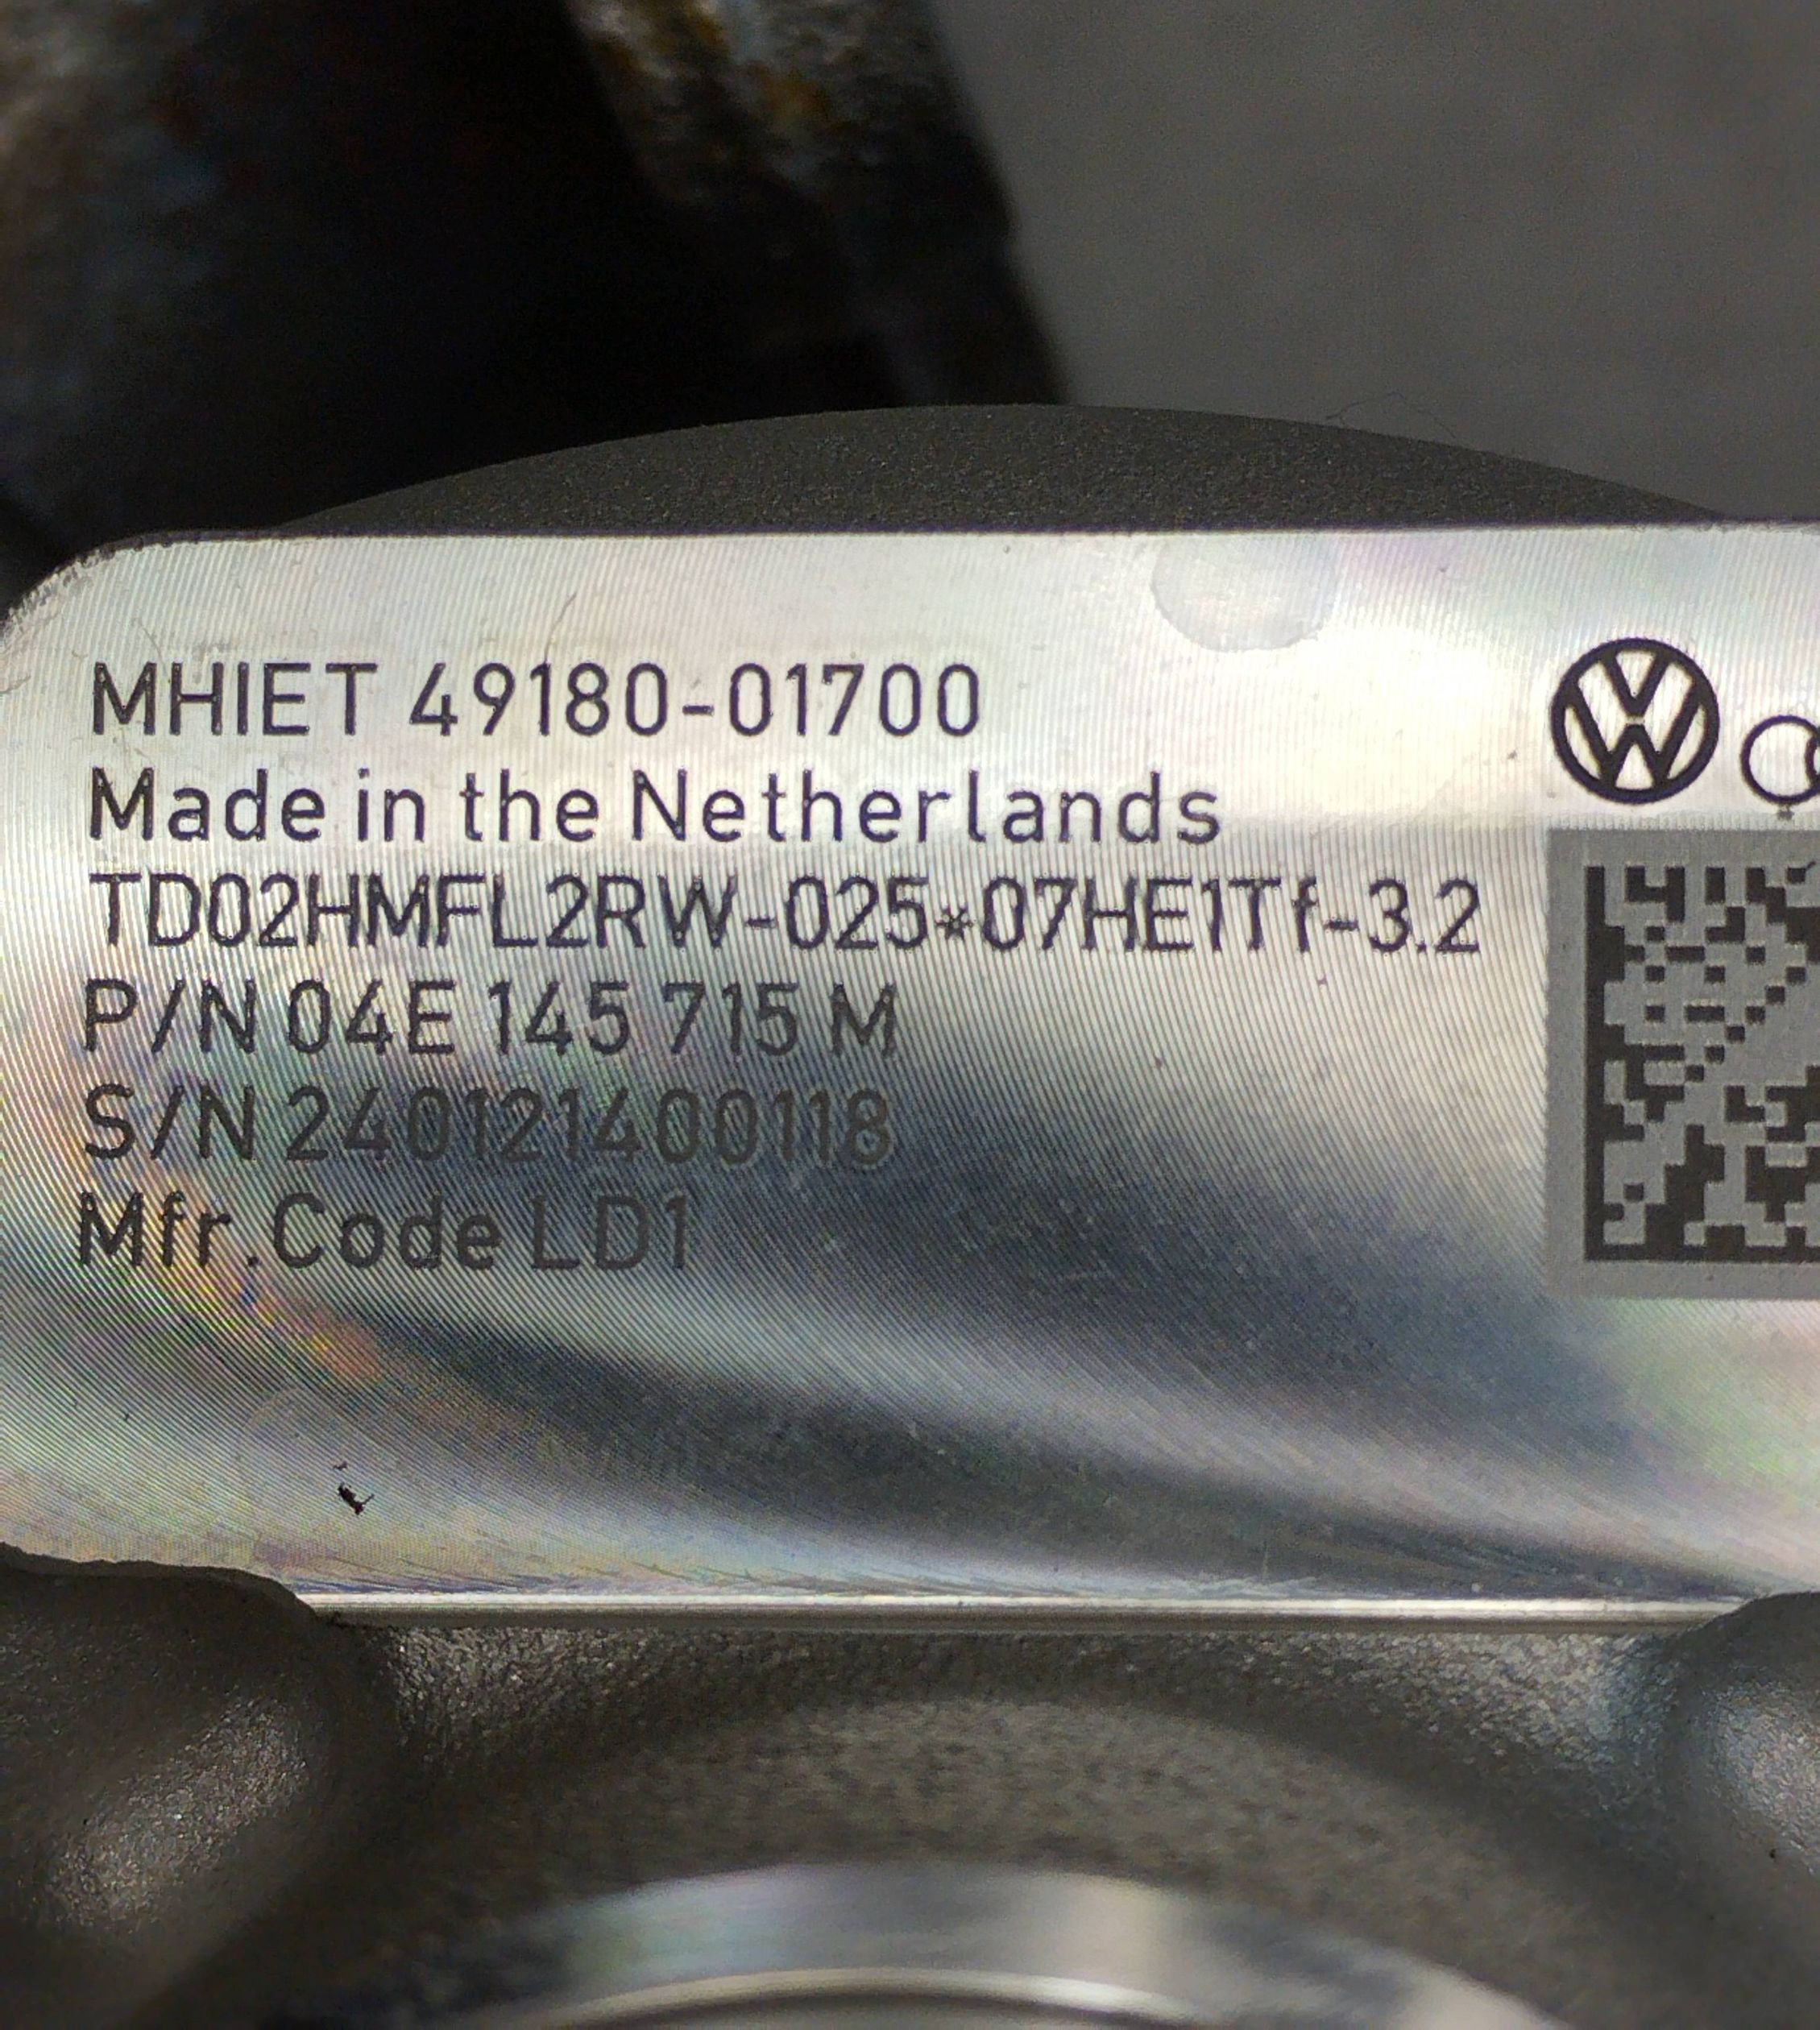 MHIET 49180-01700
Made in the Netherlands
TD02HMFL2RW-025*07HE1Tf-3.2
P/N 04E 145 715 M
S/N 240121400118
Mfr.Code LD1
VW